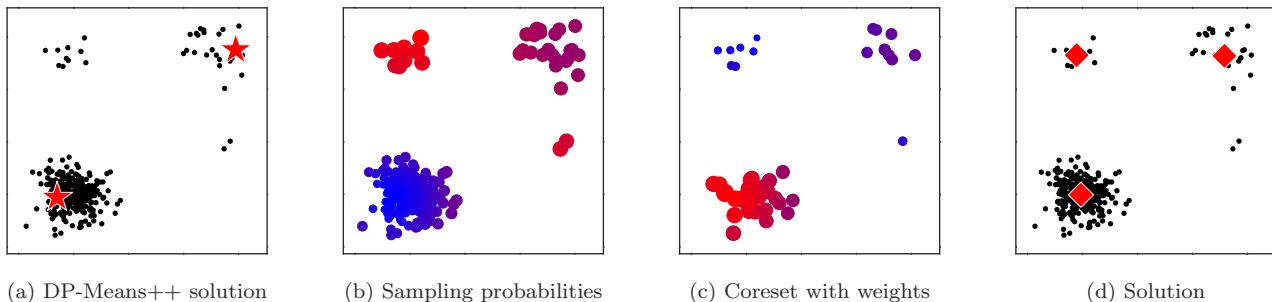 (a) DP-Means++ solution
(b) Sampling probabilities
(c) Coreset with weights
(d) Solution